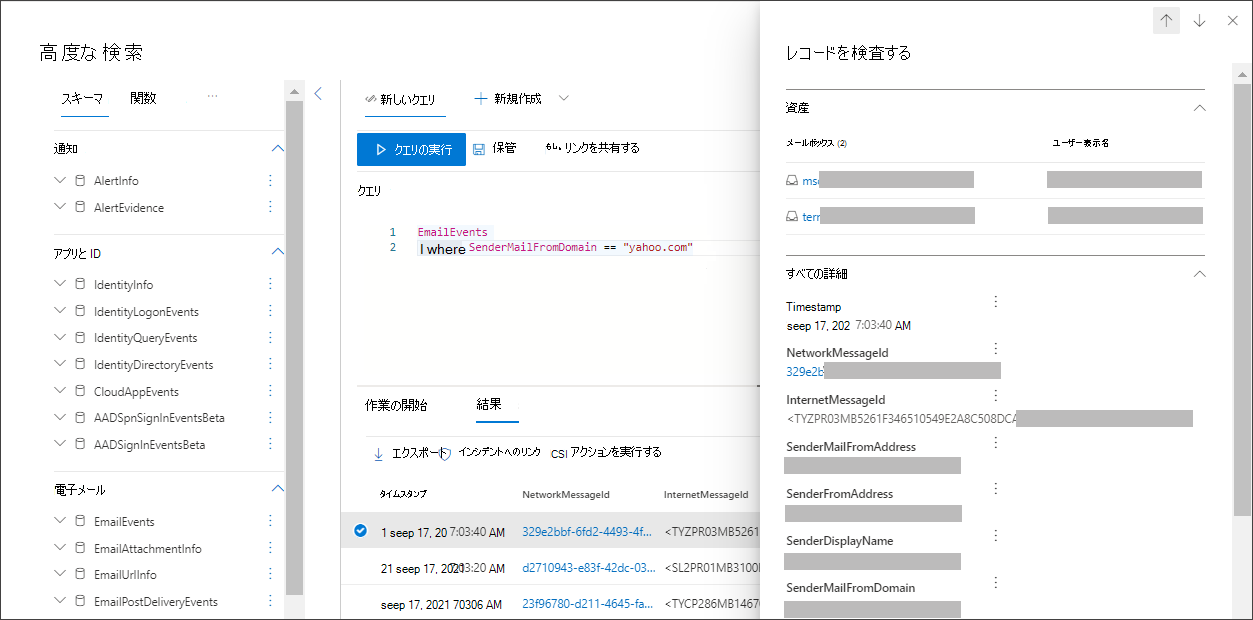 高度な検索
スキーマ 関数 ...
通知
AlertInfo
AlertEvidence
アプリと ID
IdentityInfo
IdentityLogonEvents
IdentityQueryEvents
IdentityDirectoryEvents
CloudAppEvents
AADSpnSignInEventsBeta
AADSignInEventsBeta
電子メール
EmailEvents
EmailAttachmentInfo
EmailUrlInfo
EmailPostDeliveryEvents
新しいクエリ 新規作成
クエリの実行 保管 リンクを共有する
クエリ
1 EmailEvents
2 | where SenderMailFromDomain == "yahoo.com"
作業の開始 結果
エクスポート インシデントへのリンク CSI アクションを実行する
タイムスタンプ NetworkMessageId InternetMessageId
1 seep 17, 20 7:03:40 AM 329e2bbf-6fd2-4493-4f... <TYZPR03MB5261
21 seep 17, 2021 7:03:20 AM d2710943-e83f-42dc-03... <SL2PR01MB3100
seep 17, 2021 70306 AM 23f96780-d211-4645-fa... <TYCP286MB1467
レコードを検査する
資産
メールボックス (2) ユーザー表示名
すべての詳細
Timestamp
seep 17, 202 7:03:40 AM
NetworkMessageId
329e2b
InternetMessageId
<TYZPR03MB5261F346510549E2A8C508DCA
SenderMailFromAddress
SenderFromAddress
SenderDisplayName
SenderMailFromDomain